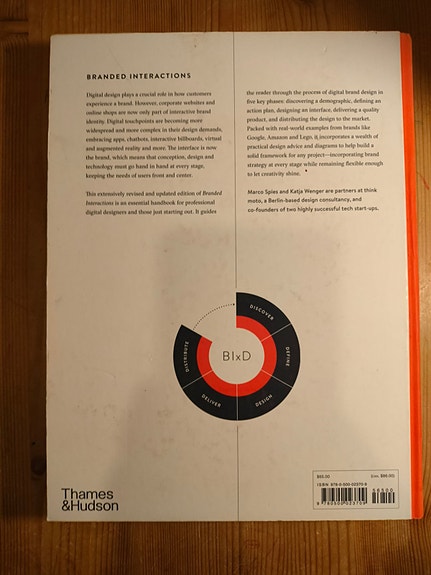 BRANDED INTERACTIONS
Digital design plays a crucial role in how customers
experience a brand. However, corporate websites and
online shops are now only part of interactive brand
identity. Digital touchpoints are becoming more
widespread and more complex in their design demands,
embracing apps, chatbots, interactive billboards, virtual
and augmented reality and more. The interface is now
the brand, which means that conception, design and
technology must go hand in hand at every stage,
keeping the needs of users front and center.
This extensively revised and updated edition of Branded
Interactions is an essential handbook for professional
digital designers and those just starting out. It guides
the reader through the process of digital brand design in
five key phases: discovering a demographic, defining an
action plan, designing an interface, delivering a quality
product, and distributing the design to the market.
Packed with real-world examples from brands like
Google, Amazon and Lego, it incorporates a wealth of
practical design advice and diagrams to help build a
solid framework for any project—incorporating brand
strategy at every stage while remaining flexible enough
to let creativity shine.
Marco Spies and Katja Wenger are partners at think
moto, a Berlin-based design consultancy, and
co-founders of two highly successful tech start-ups.
DISCOVER
DEFINE
DESIGN
DELIVER
DISTRIBUTE
BIxD
Thames
&Hudson
ISBN 978-0-500-02370-9
56500
9 780500 023709